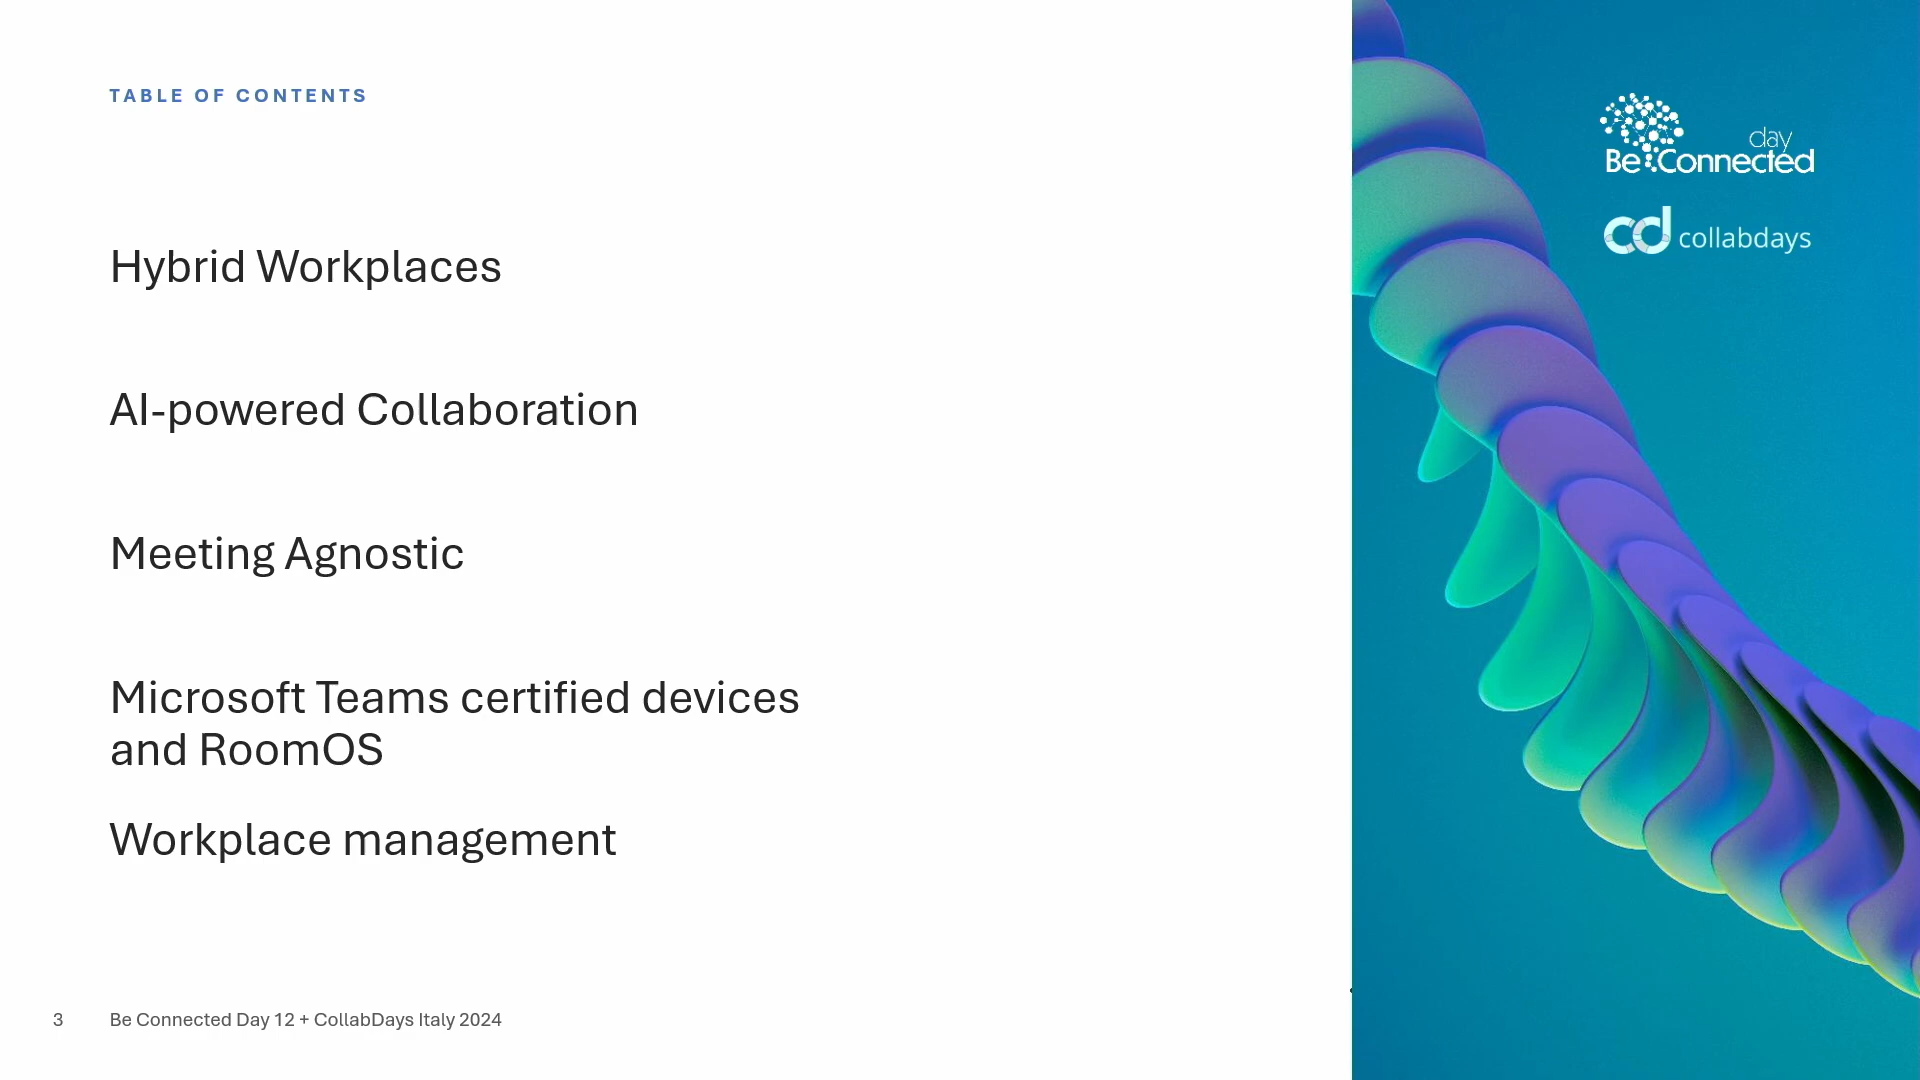 TABLE OF CONTENTS
Hybrid Workplaces
AI-powered Collaboration
Meeting Agnostic
Microsoft Teams certified devices
and RoomOS
Workplace management
3 Be Connected Day 12 + CollabDays Italy 2024
day
Be Connected
cd collabdays